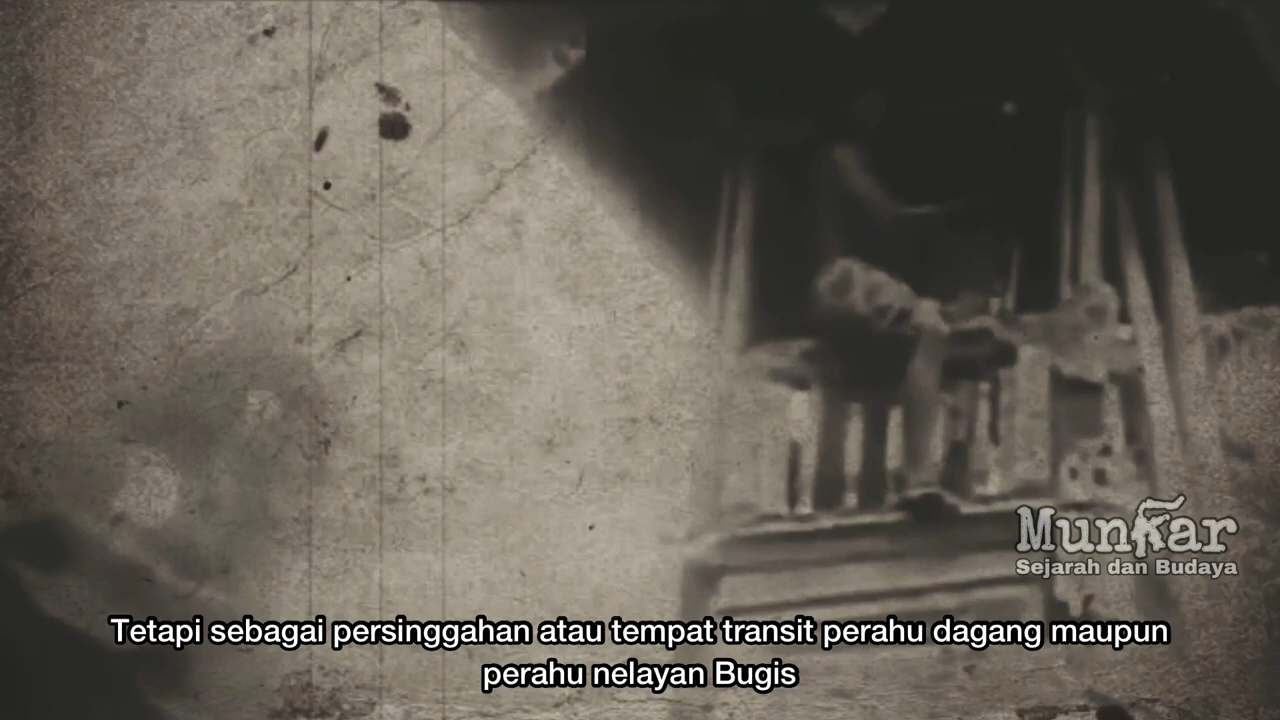 Munkar
Sejarah dan Budaya
Tetapi sebagai persinggahan atau tempat transit perahu dagang maupun
perahu nelayan Bugis